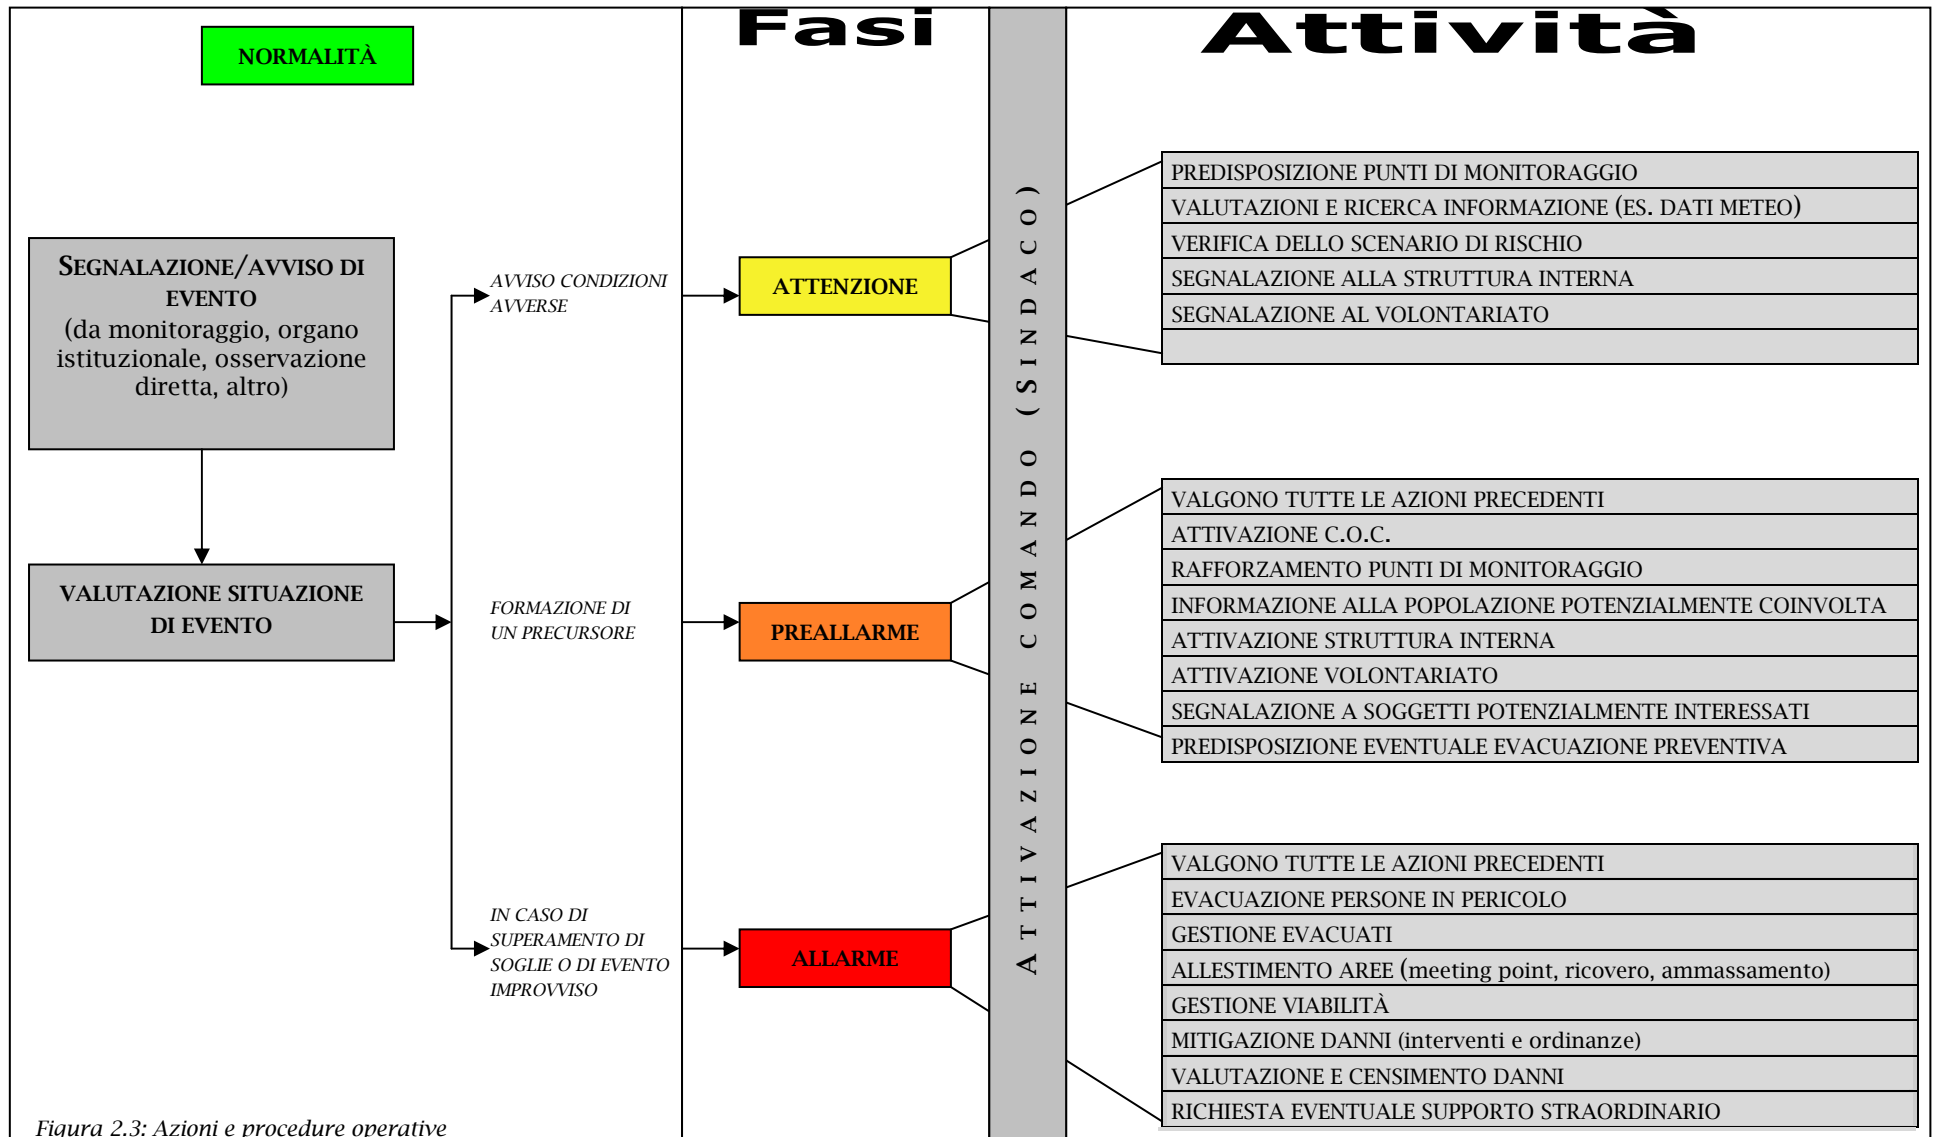 Fasi
Attività
NORMALITÀ
SEGNALAZIONE/AVVISO DI
EVENTO
(da monitoraggio, organo
istituzionale, osservazione
diretta, altro)
VALUTAZIONE SITUAZIONE
DI EVENTO
AVVISO CONDIZIONI
AVVERSE
FORMAZIONE DI
UN PRECURSORE
IN CASO DI
SUPERAMENTO DI
SOGLIE O DI EVENTO
IMPROVVISO
ATTENZIONE
PREALLARME
ALLARME
ATTIVAZIONE COMANDO (SINDACO)
PREDISPOSIZIONE PUNTI DI MONITORAGGIO
VALUTAZIONI E RICERCA INFORMAZIONE (ES. DATI METEO)
VERIFICA DELLO SCENARIO DI RISCHIO
SEGNALAZIONE ALLA STRUTTURA INTERNA
SEGNALAZIONE AL VOLONTARIATO
VALGONO TUTTE LE AZIONI PRECEDENTI
ATTIVAZIONE C.O.C.
RAFFORZAMENTO PUNTI DI MONITORAGGIO
INFORMAZIONE ALLA POPOLAZIONE POTENZIALMENTE COINVOLTA
ATTIVAZIONE STRUTTURA INTERNA
ATTIVAZIONE VOLONTARIATO
SEGNALAZIONE A SOGGETTI POTENZIALMENTE INTERESSATI
PREDISPOSIZIONE EVENTUALE EVACUAZIONE PREVENTIVA
VALGONO TUTTE LE AZIONI PRECEDENTI
EVACUAZIONE PERSONE IN PERICOLO
GESTIONE EVACUATI
ALLESTIMENTO AREE (meeting point, ricovero, ammassamento)
GESTIONE VIABILITÀ
MITIGAZIONE DANNI (interventi e ordinanze)
VALUTAZIONE E CENSIMENTO DANNI
RICHIESTA EVENTUALE SUPPORTO STRAORDINARIO
Figura 2.3: Azioni e procedure operative